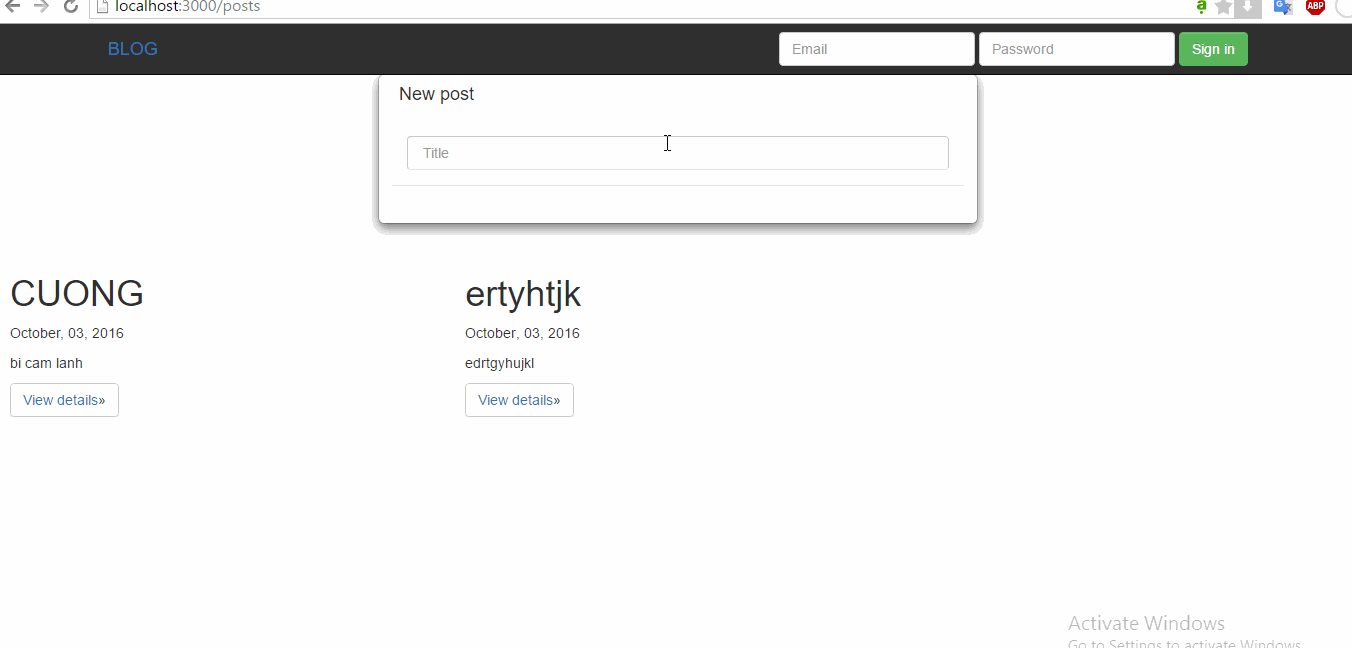 localhost:3000/posts
ABP
BLOG
Email
Password
Sign in
New post
Title
CUONG
October, 03, 2016
bi cam lanh
View details»
ertyhtjk
October, 03, 2016
edrtgyhujkl
View details»
Activate Windows
Go to Settings to activate Windows